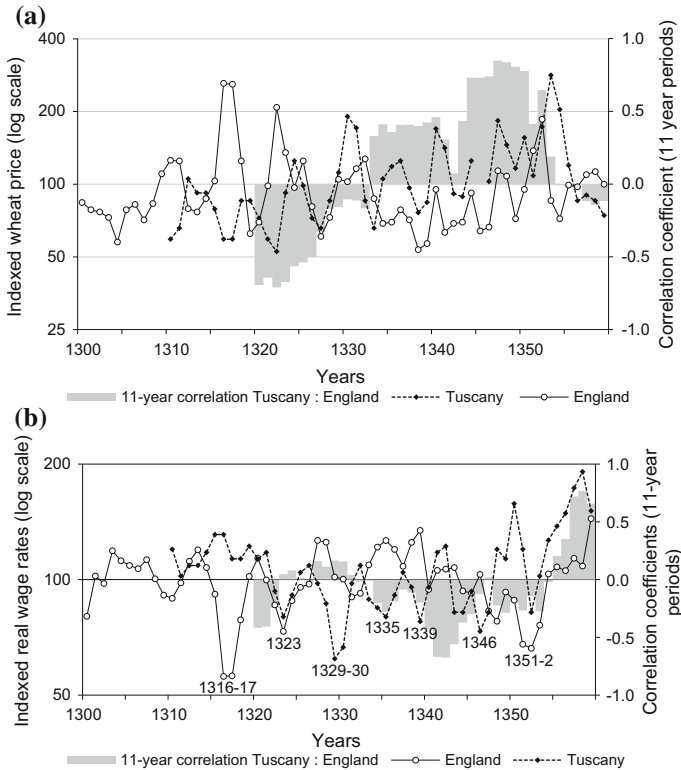 (a)
Indexed wheat price (log scale)
400
200
100
50
25
1.0
0.5
0.0
-0.5
-1.0
Correlation coefficient (11 year periods)
1300
1310
1320
1330
1340
1350
Years
11-year correlation Tuscany : England
Tuscany
England
(b)
Indexed real wage rates (log scale)
200
100
50
1.0
0.5
0.0
-0.5
-1.0
Correlation coefficients (11-year
periods)
1316-17
1323
1329-30
1335
1339
1346
1351-2
1300
1310
1320
1330
1340
1350
Years
11-year correlation Tuscany : England
England
Tuscany